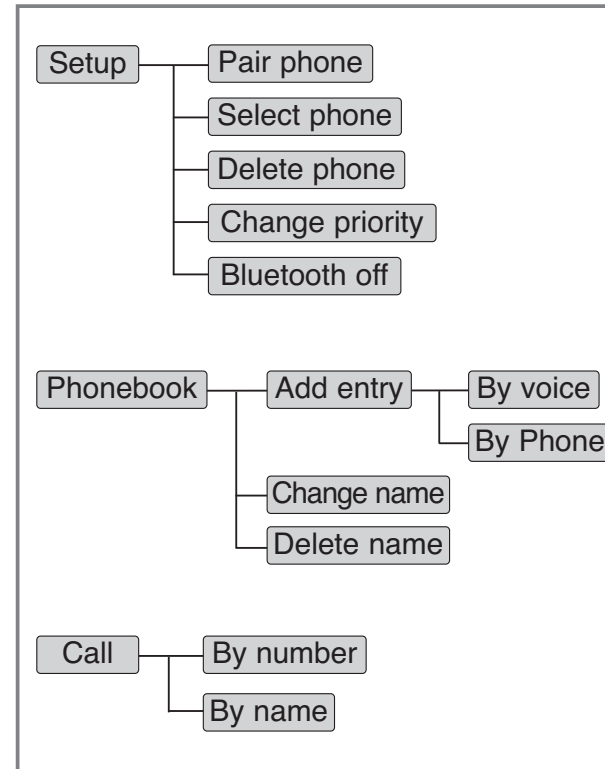 Setup
Pair phone
Select phone
Delete phone
Change priority
Bluetooth off
Phonebook
Add entry
By voice
By Phone
Change name
Delete name
Call
By number
By name